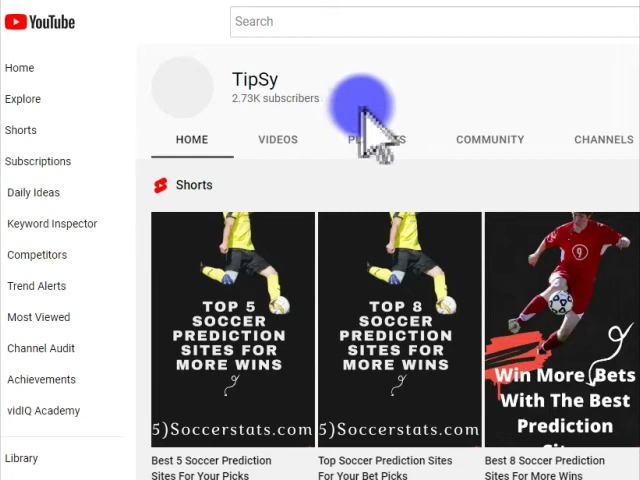 YouTube
Search
Home
Explore
Shorts
Subscriptions
Daily Ideas
Keyword Inspector
Competitors
Trend Alerts
Most Viewed
Channel Audit
Achievements
vidIQ Academy
Library
TipSy
2.73K subscribers
HOME VIDEOS COMMUNITY CHANNELS
Shorts
TOP 5
SOCCER
PREDICTION
SITES FOR
MORE WINS
5)Soccerstats.com
Best 5 Soccer Prediction
Sites For Your Picks
TOP 8
SOCCER
PREDICTION
SITES FOR
MORE WINS
5)Soccerstats.com
Top Soccer Prediction Sites
For Your Bet Picks
9
Win More Bets
With The Best
Prediction
Best 8 Soccer Prediction
Sites For More Wins